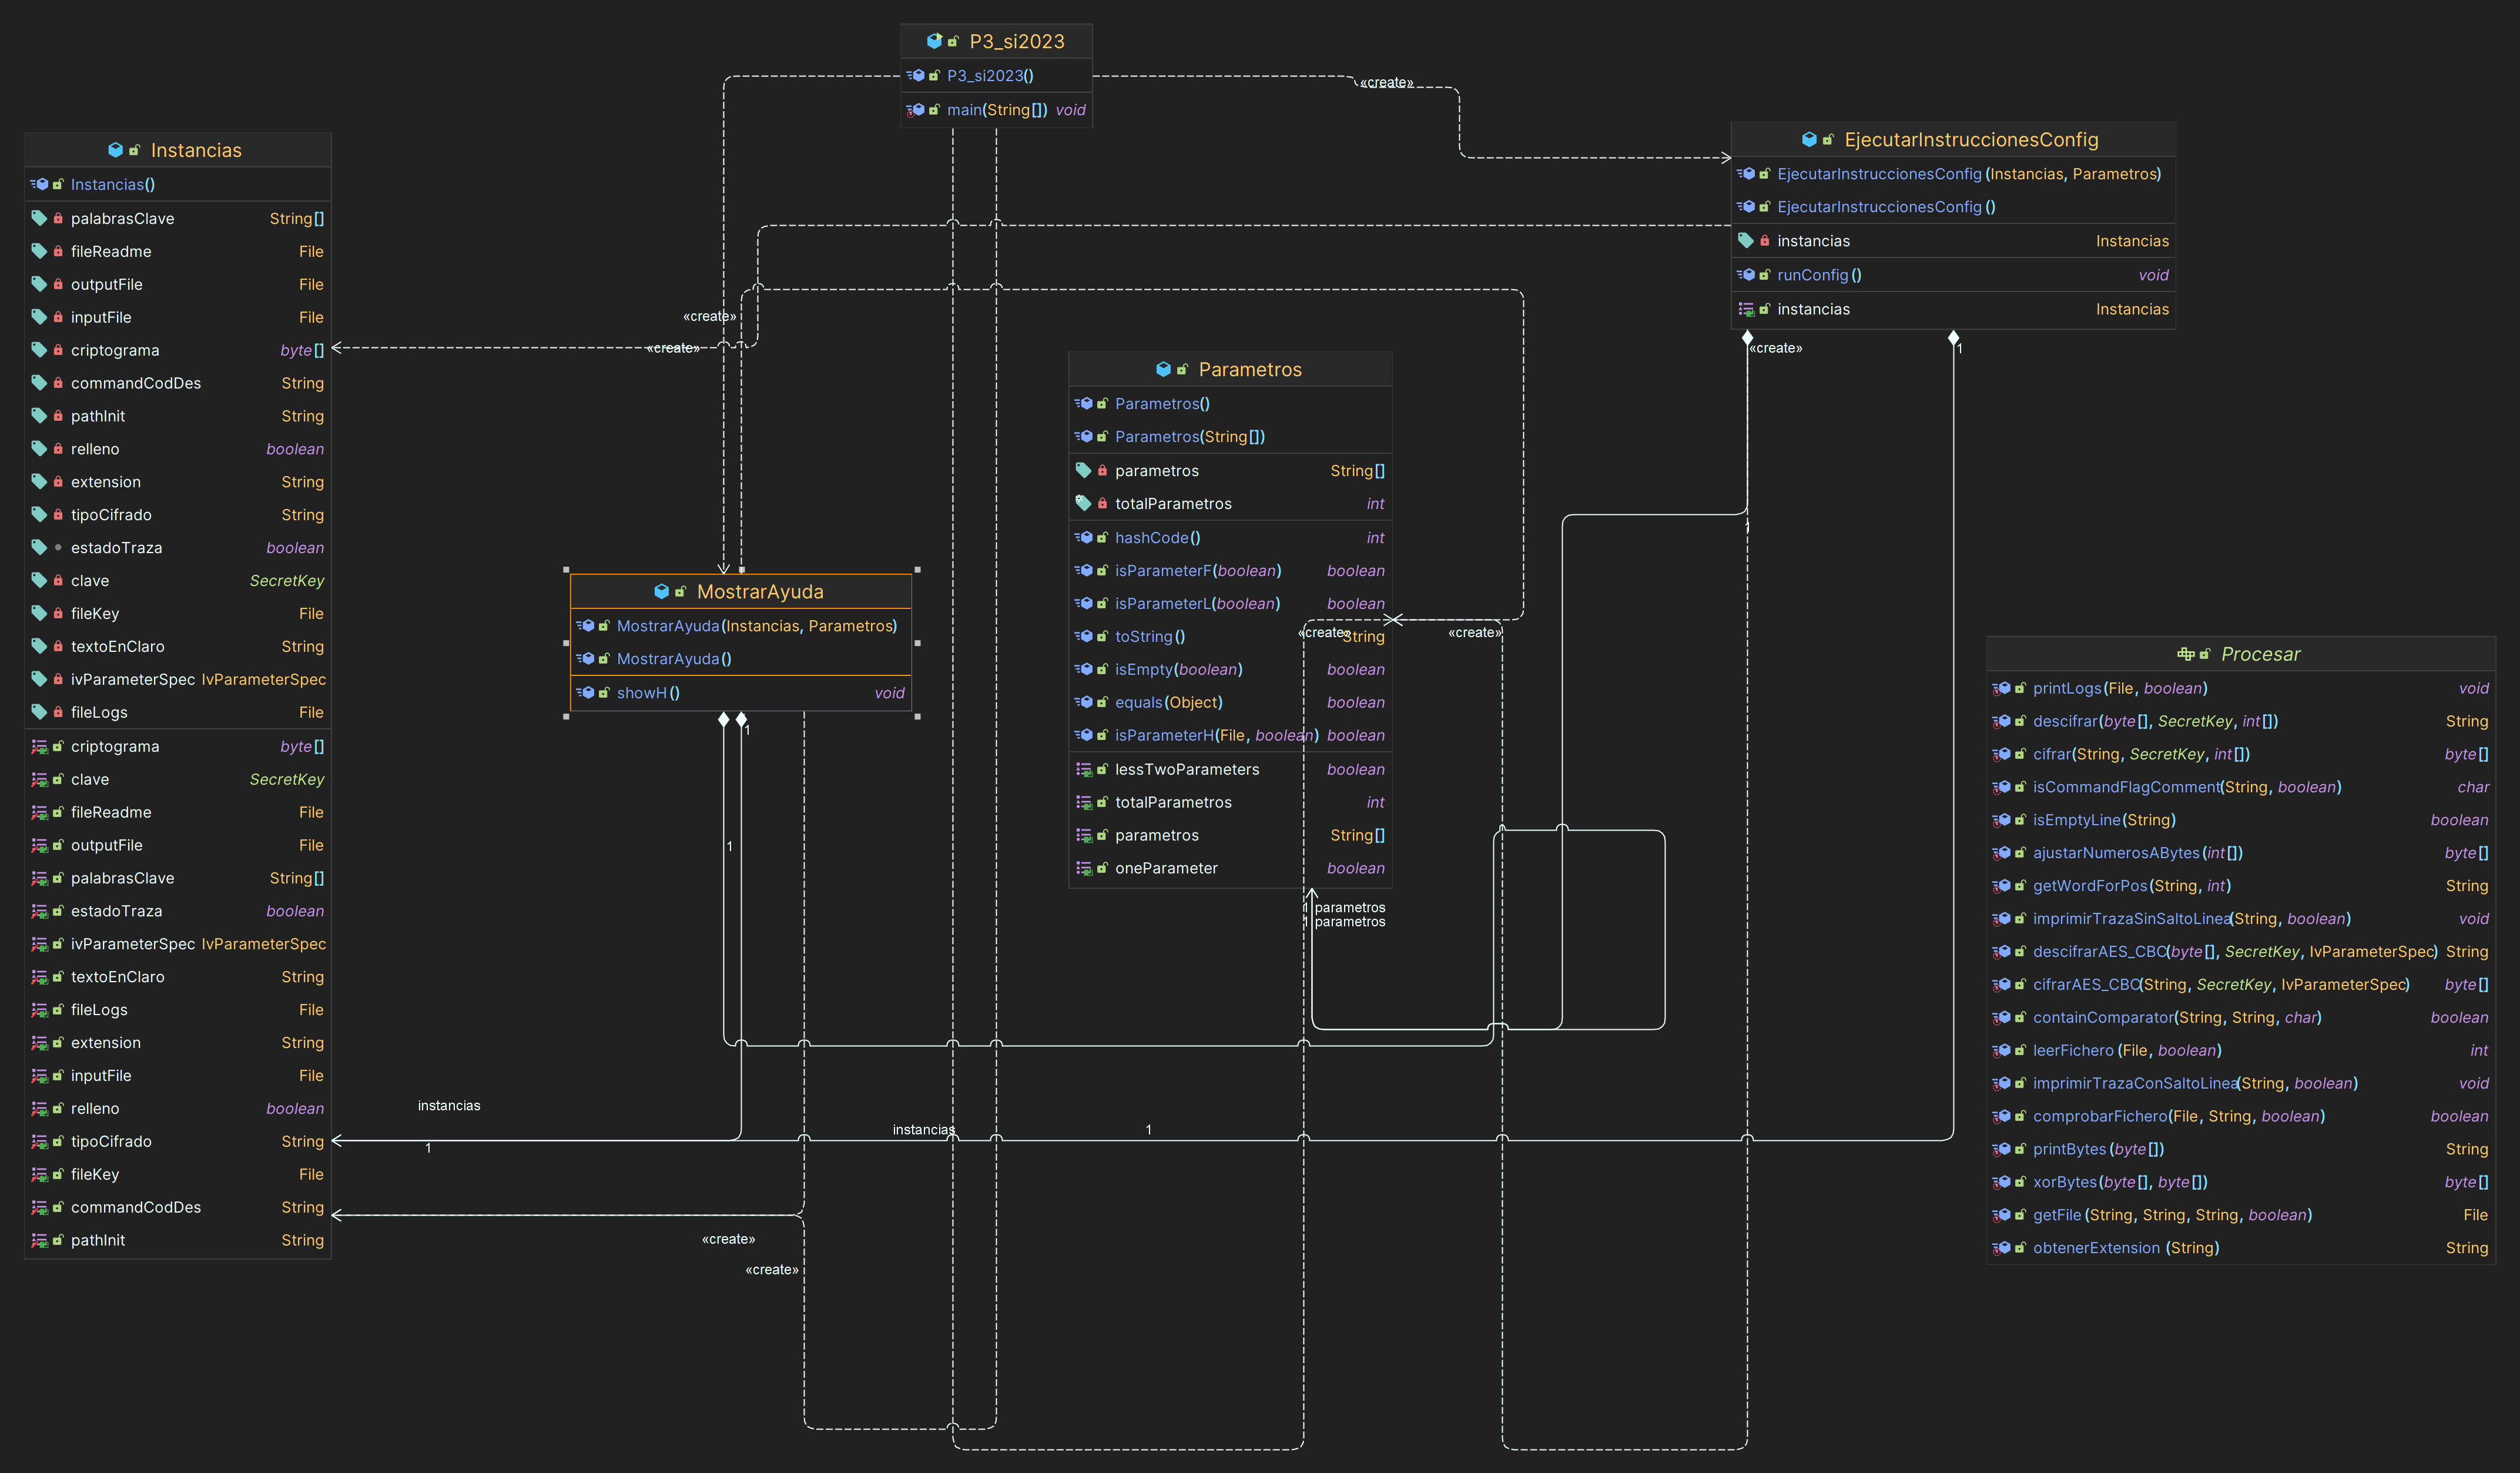 P3_si2023
P3_si2023()
main(String[]) void
«create»
Instancias
Instancias()
palabrasClave String[]
fileReadme File
outputFile File
inputFile File
criptograma byte[]
commandCodDes String
pathInit String
relleno boolean
extension String
tipoCifrado String
estadoTraza boolean
clave SecretKey
fileKey File
textoEnClaro String
ivParameterSpec IvParameterSpec
fileLogs File
criptograma byte[]
clave SecretKey
fileReadme File
outputFile File
palabrasClave String[]
estadoTraza boolean
ivParameterSpec IvParameterSpec
textoEnClaro String
fileLogs File
extension String
inputFile File
relleno boolean
tipoCifrado String
fileKey File
commandCodDes String
pathInit String
«create»
«create»
MostrarAyuda
MostrarAyuda(Instancias, Parametros)
MostrarAyuda()
showH() void
1
1
instancias
1
instancias
1
«create»
«create»
Parametros
Parametros()
Parametros(String[])
parametros String[]
totalParametros int
hashCode() int
isParameterF(boolean) boolean
isParameterL(boolean) boolean
toString() String
isEmpty(boolean) boolean
equals(Object) boolean
isParameterH(File, boolean) boolean
lessTwoParameters boolean
totalParametros int
parametros String[]
oneParameter boolean
«create»
«create»
1 parametros
1 parametros
EjecutarInstruccionesConfig
EjecutarInstruccionesConfig(Instancias, Parametros)
EjecutarInstruccionesConfig()
instancias Instancias
runConfig() void
instancias Instancias
«create»
1
1
Procesar
printLogs(File, boolean) void
descifrar(byte[], SecretKey, int[]) String
cifrar(String, SecretKey, int[]) byte[]
isCommandFlagComment(String, boolean) char
isEmptyLine(String) boolean
ajustarNumerosABytes(int[]) byte[]
getWordForPos(String, int) String
imprimirTrazaSinSaltoLinea(String, boolean) void
descifrarAES_CBC(byte[], SecretKey, IvParameterSpec) String
cifrarAES_CBC(String, SecretKey, IvParameterSpec) byte[]
containComparator(String, String, char) boolean
leerFichero(File, boolean) int
imprimirTrazaConSaltoLinea(String, boolean) void
comprobarFichero(File, String, boolean) boolean
printBytes(byte[]) String
xorBytes(byte[], byte[]) byte[]
getFile(String, String, String, boolean) File
obtenerExtension(String) String